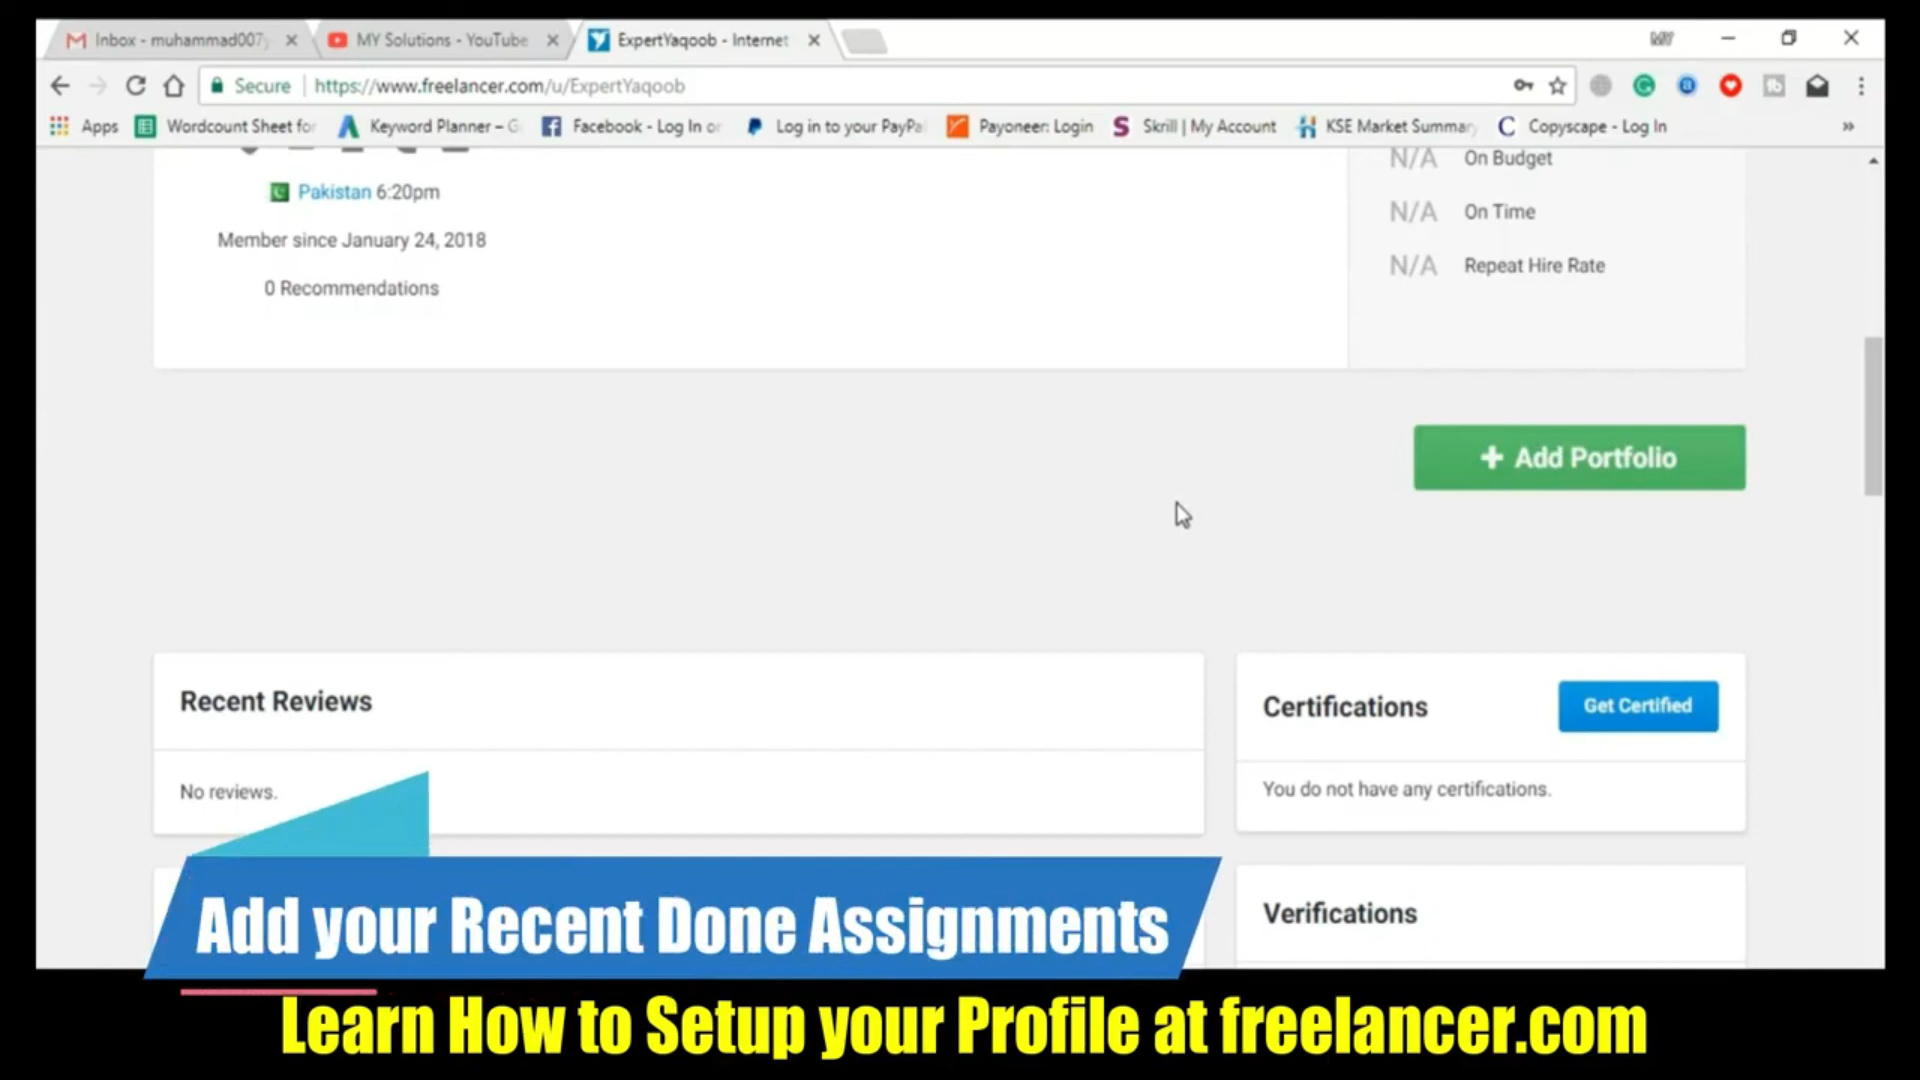 Inbox - muhammad007
MY Solutions - YouTube
ExpertYaqoob - Internet
MY
Secure
https://www.freelancer.com/u/ExpertYaqoob
Apps
Wordcount Sheet for
Keyword Planner – G
Facebook - Log In or
Log in to your PayPa
Payoneer: Login
Skrill | My Account
KSE Market Summar
Copyscape - Log In
»
Pakistan 6:20pm
Member since January 24, 2018
0 Recommendations
N/A On Budget
N/A On Time
N/A Repeat Hire Rate
+ Add Portfolio
Recent Reviews
No reviews.
Certifications
Get Certified
You do not have any certifications.
Verifications
Add your Recent Done Assignments
Learn How to Setup your Profile at freelancer.com